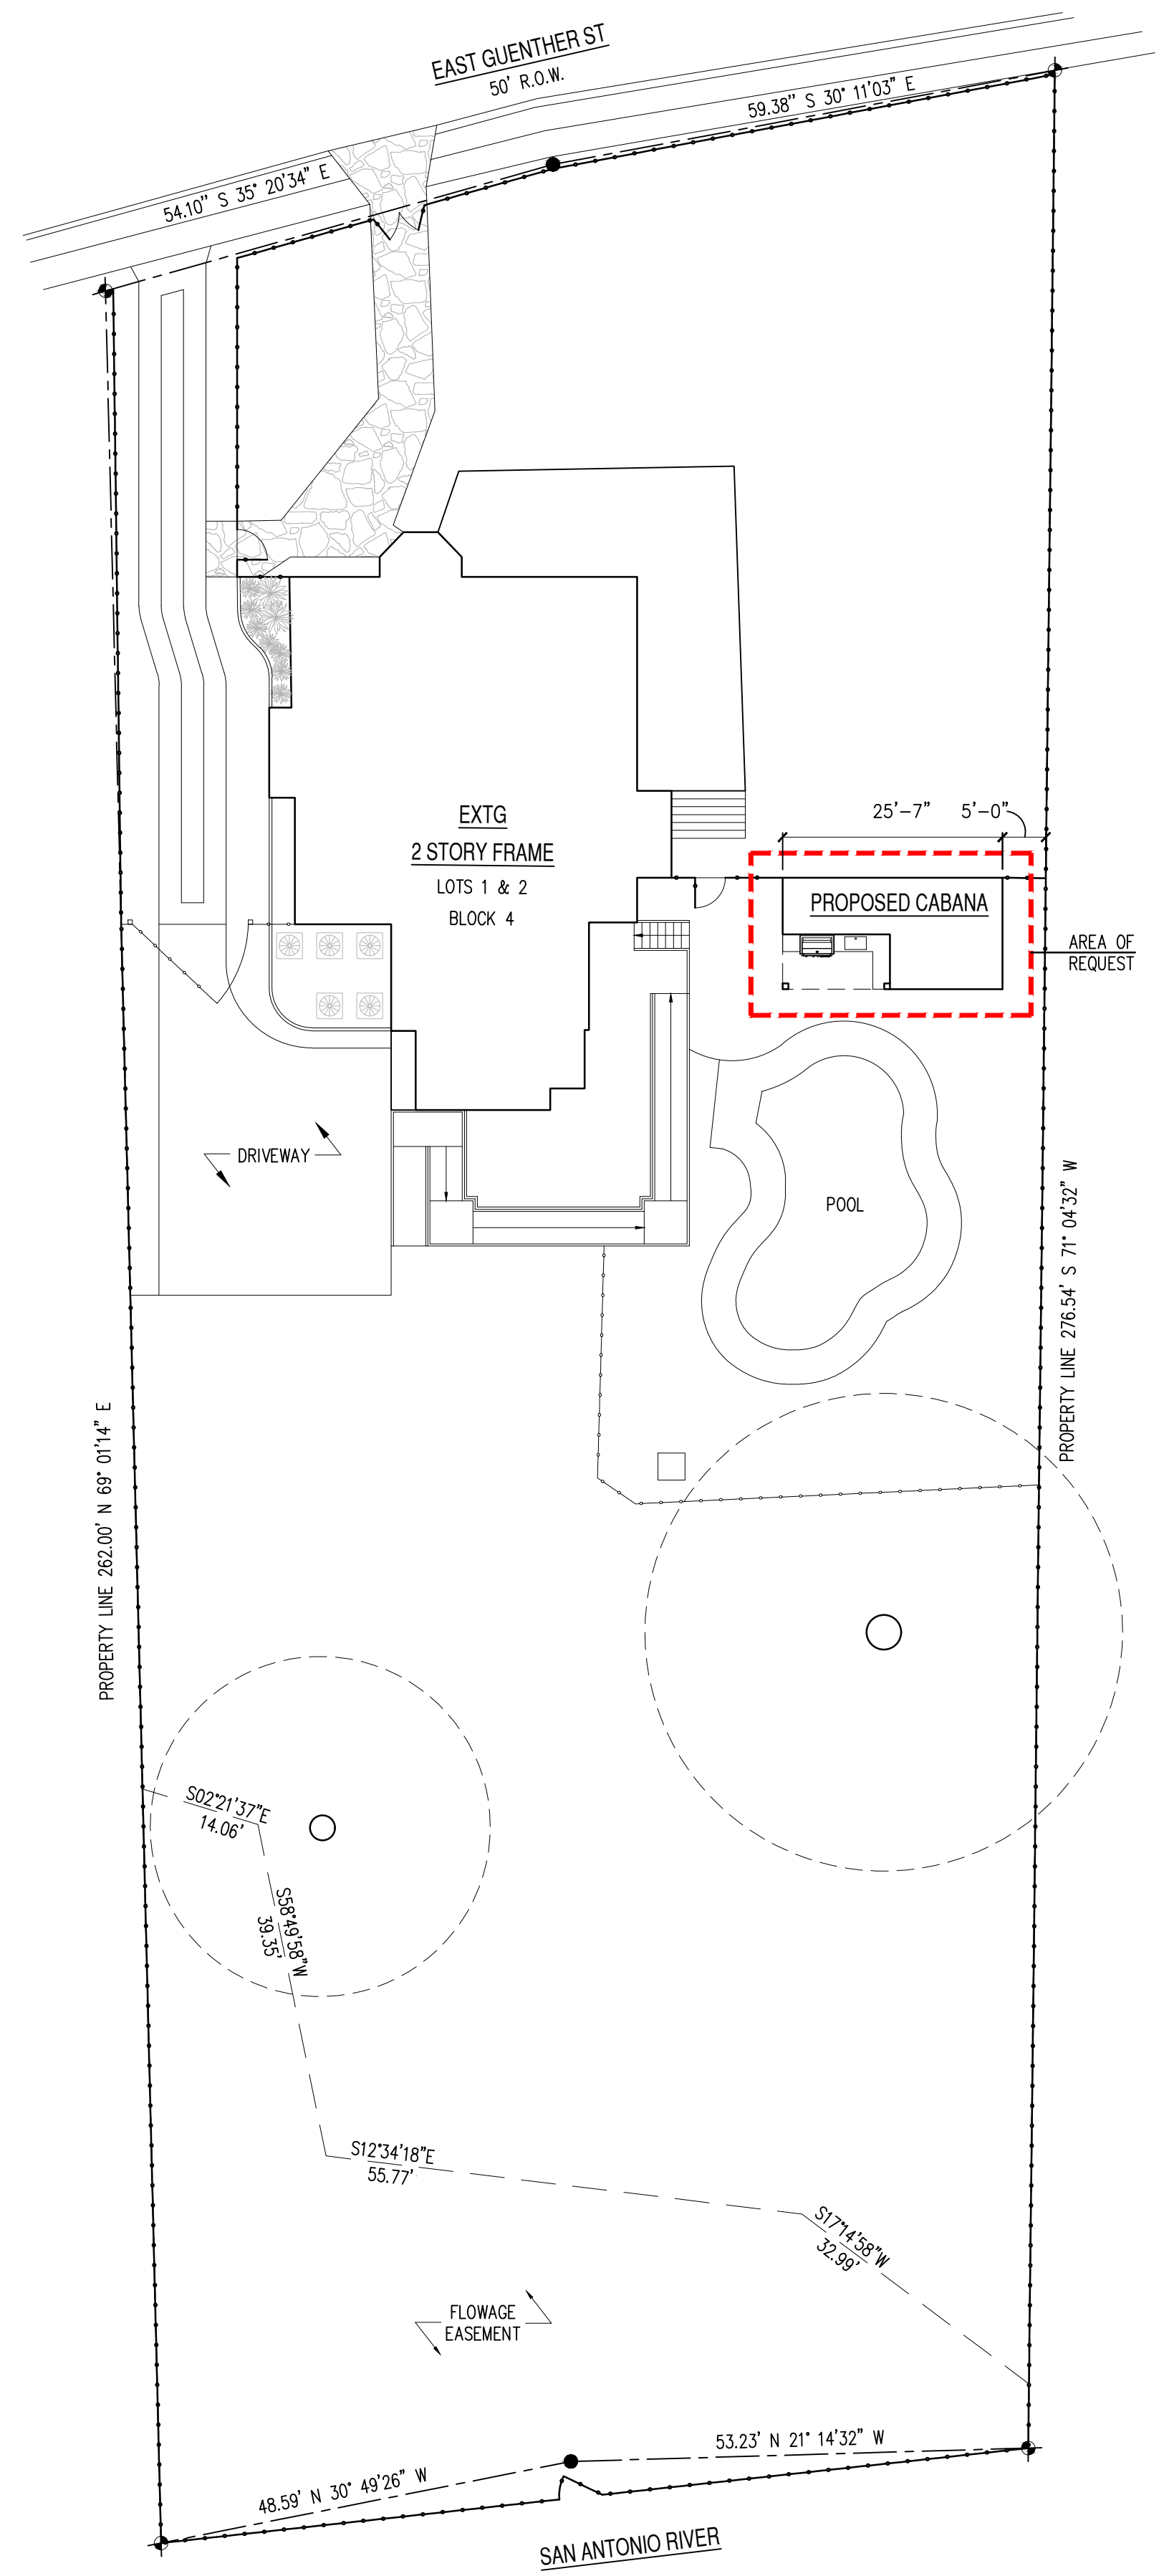 EAST GUENTHER ST
50' R.O.W.
59.38" S 30° 11'03" E
54.10" S 35° 20'34" E
EXTG
2 STORY FRAME
LOTS 1 & 2
BLOCK 4
25'-7" 5'-0"
PROPOSED CABANA
AREA OF
REQUEST
DRIVEWAY
POOL
PROPERTY LINE 276.54' S 71° 04'32" W
PROPERTY LINE 262.00' N 69° 01'14" E
S02°21'37"E
14.06'
S58°49'58"W
39.35'
S12°34'18"E
55.77'
S17°14'58"W
32.99'
FLOWAGE
EASEMENT
53.23' N 21° 14'32" W
48.59' N 30° 49'26" W
SAN ANTONIO RIVER